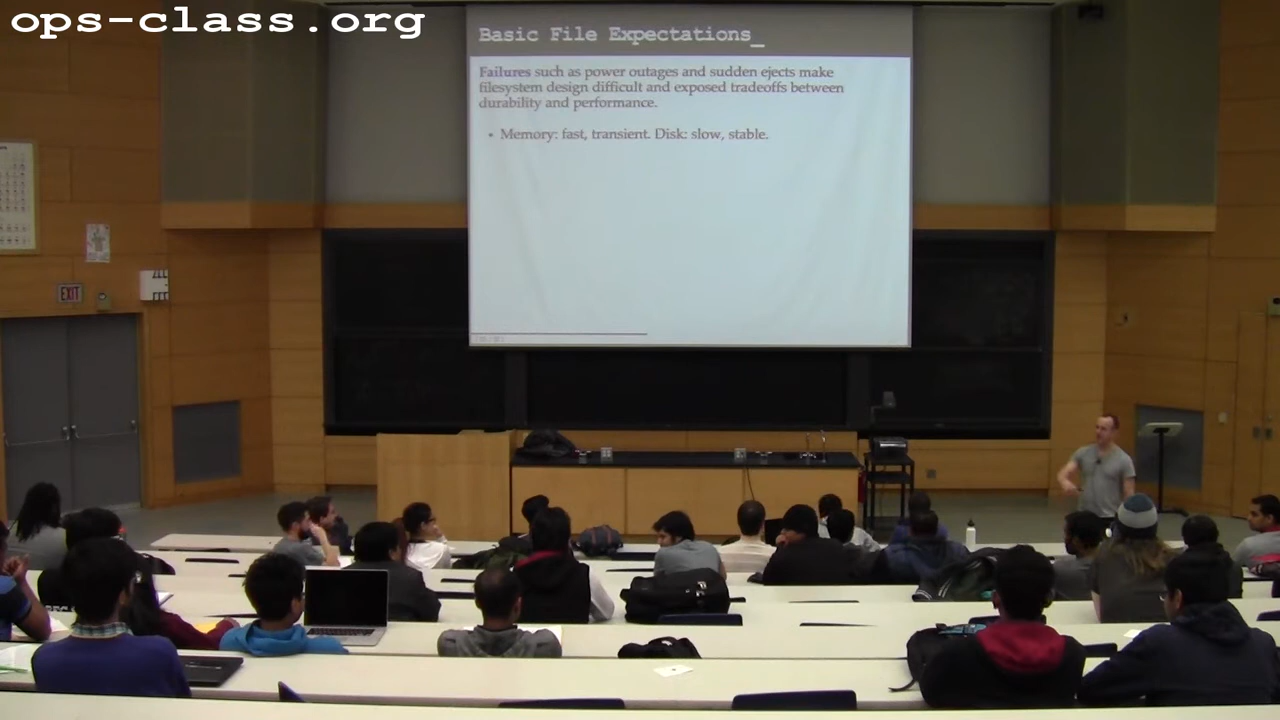 ops-class.org
Basic File Expectations_
Failures such as power outages and sudden ejects make
filesystem design difficult and exposed tradeoffs between
durability and performance.
• Memory: fast, transient. Disk: slow, stable.
EXIT